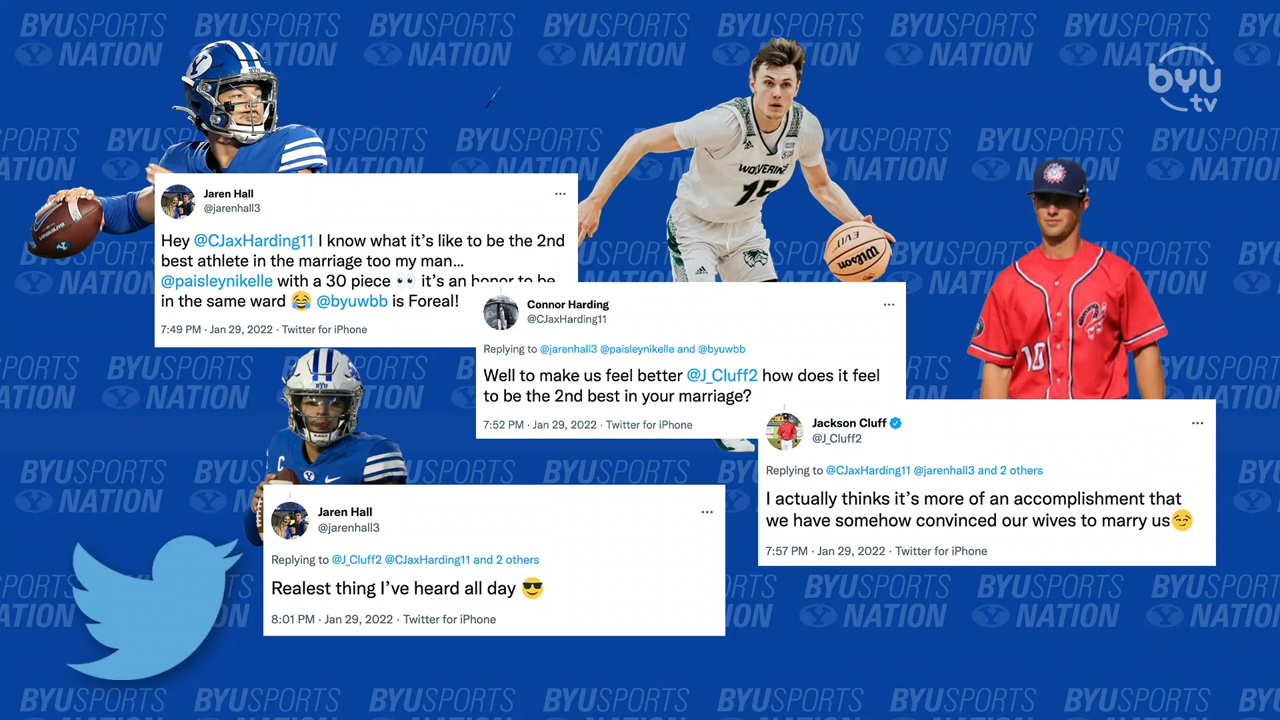 BYUSPORTS NATION
byu tv
WOLVERINE
15
EVIT
Wilson
10
BYU
Jaren Hall
@jarenhall3
Hey @CJaxHarding11 I know what it’s like to be the 2nd
best athlete in the marriage too my man...
@paisleynikelle with a 30 piece 👀 it’s an honor to be
in the same ward 😂 @byuwbb is Foreal!
7:49 PM · Jan 29, 2022 · Twitter for iPhone
Connor Harding
@CJaxHarding11
Replying to @jarenhall3 @paisleynikelle and @byuwbb
Well to make us feel better @J_Cluff2 how does it feel
to be the 2nd best in your marriage?
7:52 PM · Jan 29, 2022 · Twitter for iPhone
Jackson Cluff
@J_Cluff2
Replying to @CJaxHarding11 @jarenhall3 and 2 others
I actually thinks it’s more of an accomplishment that
we have somehow convinced our wives to marry us😏
7:57 PM · Jan 29, 2022 · Twitter for iPhone
Jaren Hall
@jarenhall3
Replying to @J_Cluff2 @CJaxHarding11 and 2 others
Realest thing I’ve heard all day 😎
8:01 PM · Jan 29, 2022 · Twitter for iPhone